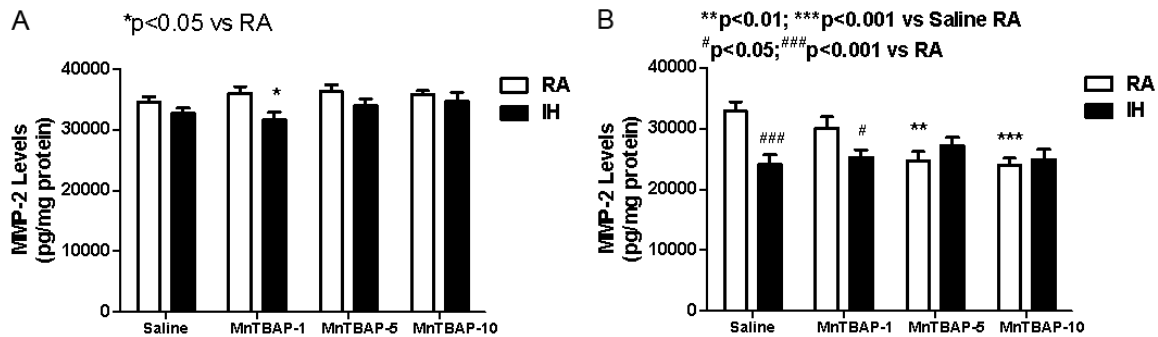 A
*p<0.05 vs RA
MMP-2 Levels
(pg/mg protein)
40000
30000
20000
10000
0
*
RA
IH
Saline MnTBAP-1 MnTBAP-5 MnTBAP-10
B
**p<0.01; ***p<0.001 vs Saline RA
#p<0.05;###p<0.001 vs RA
MMP-2 Levels
(pg/mg protein)
40000
30000
20000
10000
0
### # ** ***
RA
IH
Saline MnTBAP-1 MnTBAP-5 MnTBAP-10